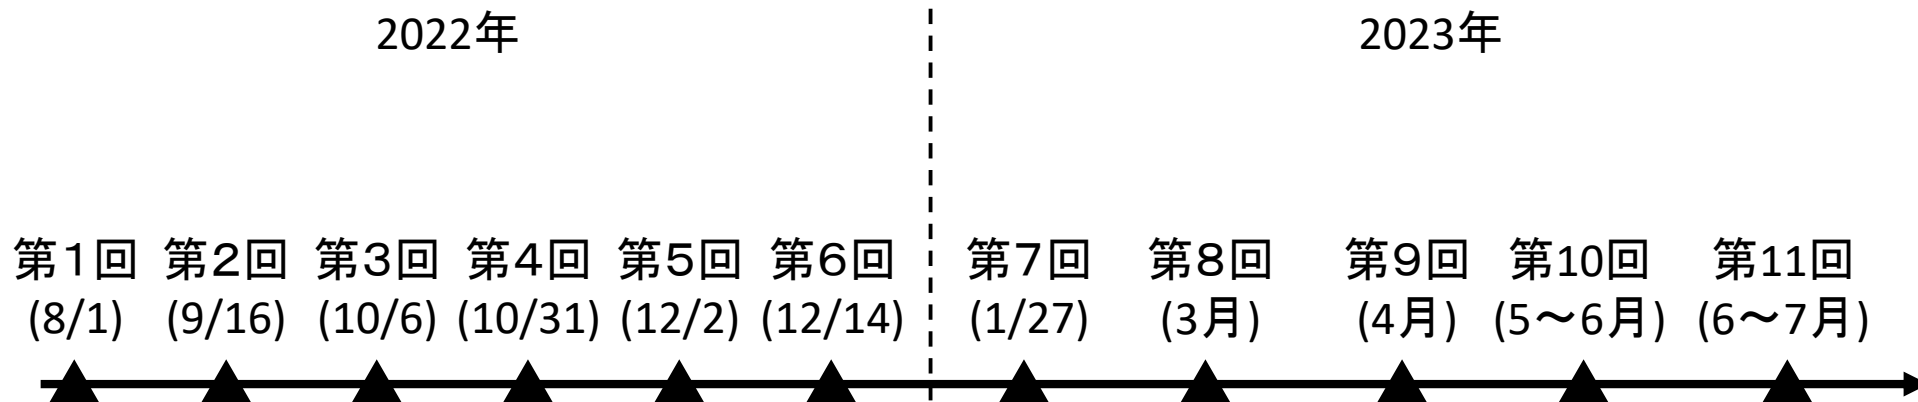 2022年
2023年
第１回 第２回 第３回 第４回 第５回 第６回 第７回 第８回 第９回 第10回 第11回
(8/1) (9/16) (10/6) (10/31) (12/2) (12/14) (1/27) (3月) (4月) (5～6月) (6～7月)